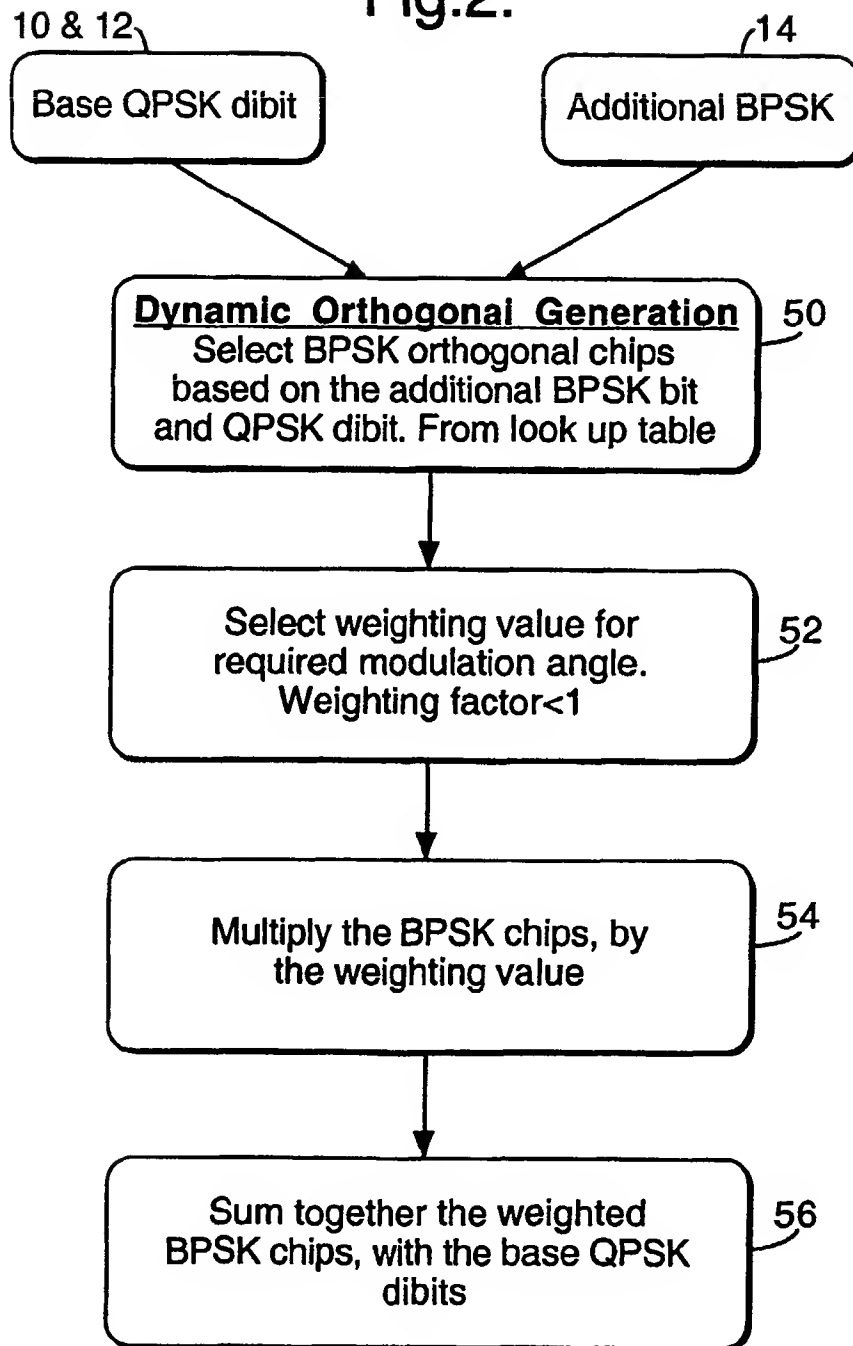 Fig.2.
10 & 12
14
Base QPSK dibit
Additional BPSK
Dynamic Orthogonal Generation
50
Select BPSK orthogonal chips
based on the additional BPSK bit
and QPSK dibit. From look up table
Select weighting value for
required modulation angle.
Weighting factor<1
52
Multiply the BPSK chips, by
the weighting value
54
Sum together the weighted
BPSK chips, with the base QPSK
dibits
56